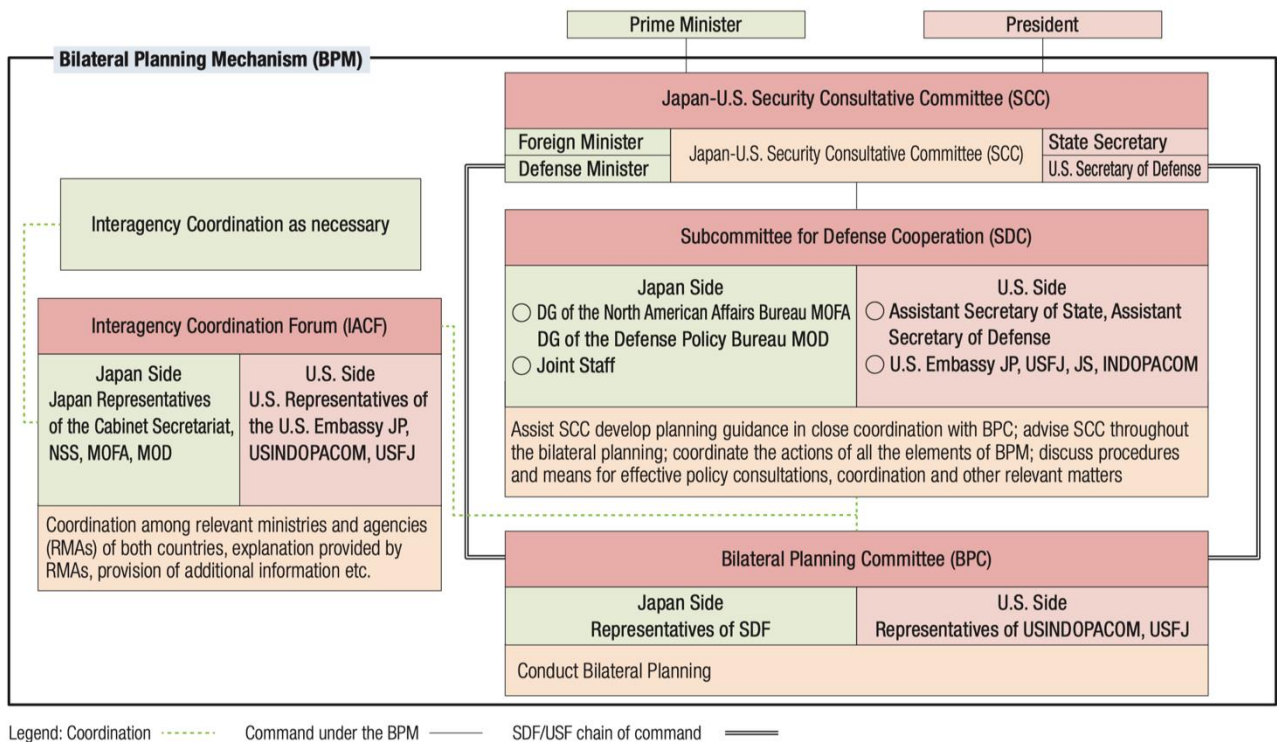 Prime Minister
President
Bilateral Planning Mechanism (BPM)
Japan-U.S. Security Consultative Committee (SCC)
Foreign Minister
Defense Minister
Japan-U.S. Security Consultative Committee (SCC)
State Secretary
U.S. Secretary of Defense
Interagency Coordination as necessary
Subcommittee for Defense Cooperation (SDC)
Japan Side
○ DG of the North American Affairs Bureau MOFA
DG of the Defense Policy Bureau MOD
○ Joint Staff
U.S. Side
○ Assistant Secretary of State, Assistant
Secretary of Defense
○ U.S. Embassy JP, USFJ, JS, INDOPACOM
Assist SCC develop planning guidance in close coordination with BPC; advise SCC throughout
the bilateral planning; coordinate the actions of all the elements of BPM; discuss procedures
and means for effective policy consultations, coordination and other relevant matters
Interagency Coordination Forum (IACF)
Japan Side
Japan Representatives
of the Cabinet Secretariat,
NSS, MOFA, MOD
U.S. Side
U.S. Representatives of
the U.S. Embassy JP,
USINDOPACOM, USFJ
Coordination among relevant ministries and agencies
(RMAs) of both countries, explanation provided by
RMAs, provision of additional information etc.
Bilateral Planning Committee (BPC)
Japan Side
Representatives of SDF
U.S. Side
Representatives of USINDOPACOM, USFJ
Conduct Bilateral Planning
Legend: Coordination
Command under the BPM
SDF/USF chain of command